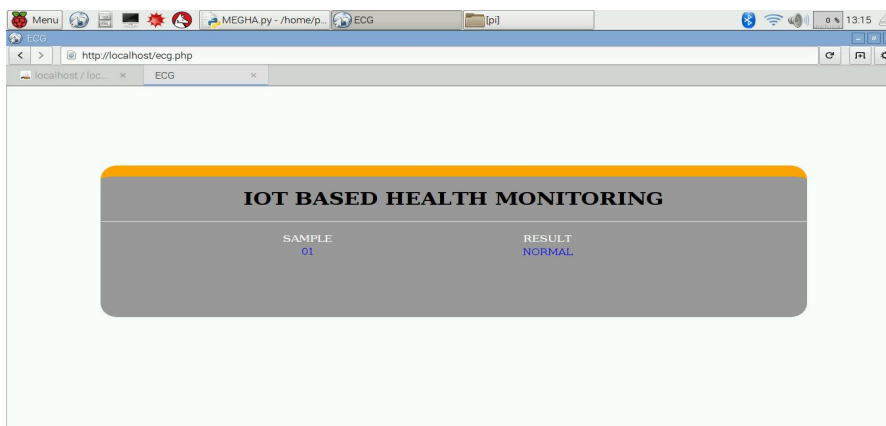 Menu MEGHA.py - /home/p... ECG [pi] 0 % 13:15
ECG
http://localhost/ecg.php
localhost / loc... × ECG ×
IOT BASED HEALTH MONITORING
SAMPLE RESULT
01 NORMAL